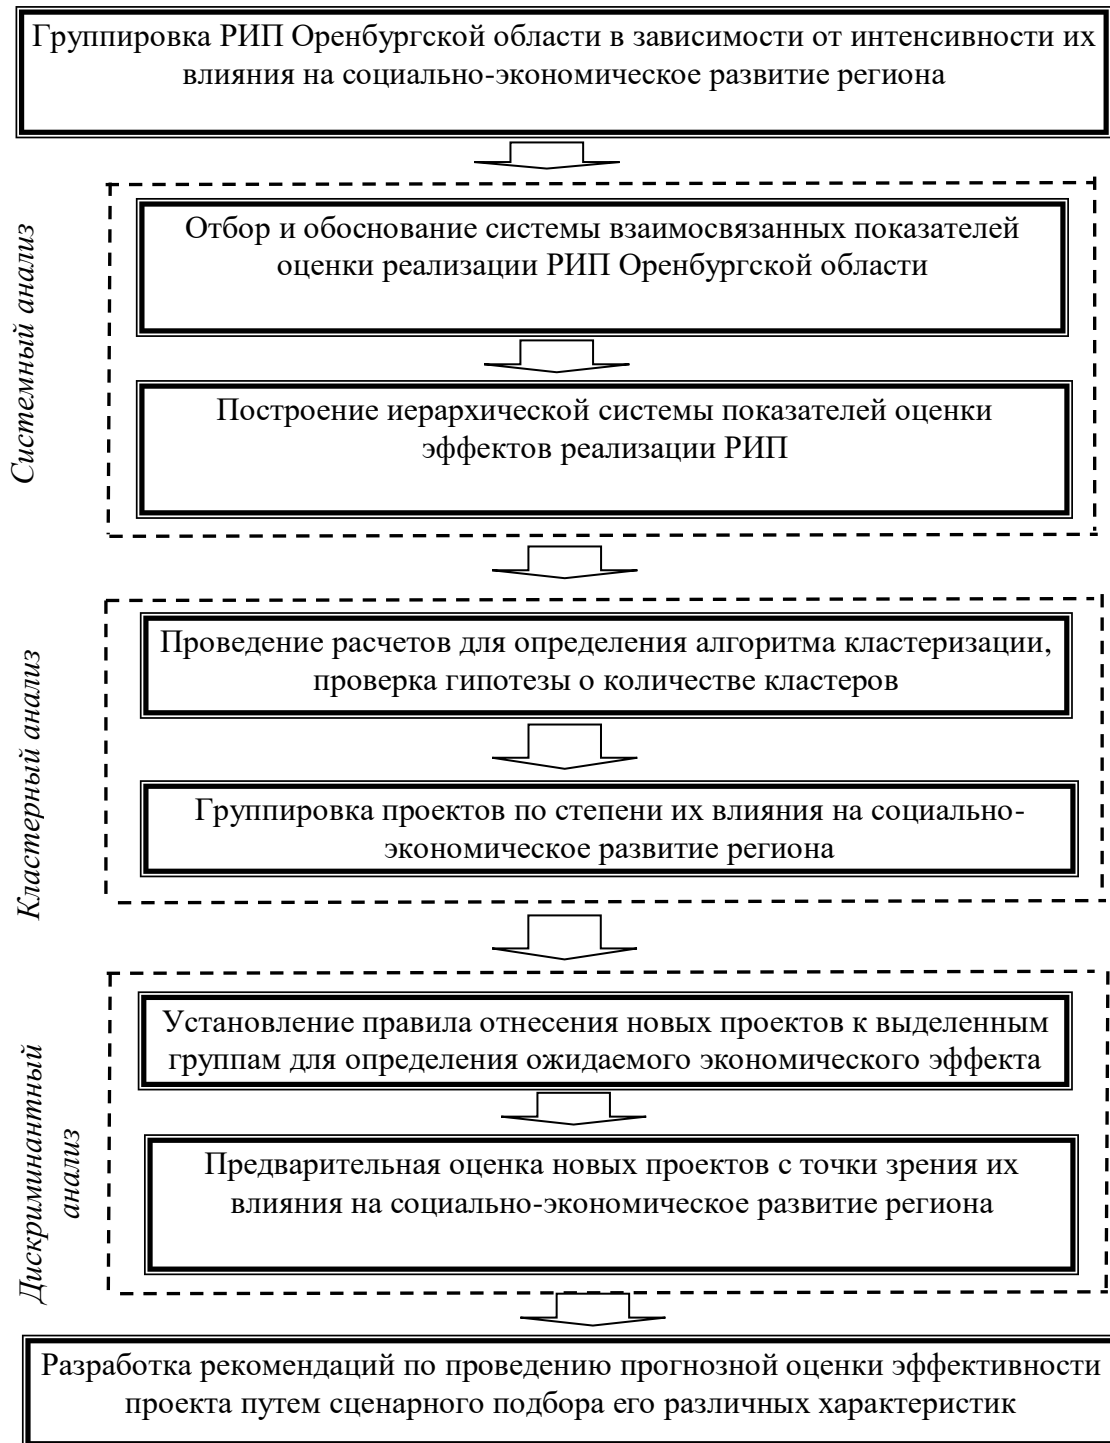 Группировка РИП Оренбургской области в зависимости от интенсивности их
влияния на социально-экономическое развитие региона
Системный анализ
Отбор и обоснование системы взаимосвязанных показателей
оценки реализации РИП Оренбургской области
Построение иерархической системы показателей оценки
эффектов реализации РИП
Кластерный анализ
Проведение расчетов для определения алгоритма кластеризации,
проверка гипотезы о количестве кластеров
Группировка проектов по степени их влияния на социально-
экономическое развитие региона
Дискриминантный
анализ
Установление правила отнесения новых проектов к выделенным
группам для определения ожидаемого экономического эффекта
Предварительная оценка новых проектов с точки зрения их
влияния на социально-экономическое развитие региона
Разработка рекомендаций по проведению прогнозной оценки эффективности
проекта путем сценарного подбора его различных характеристик